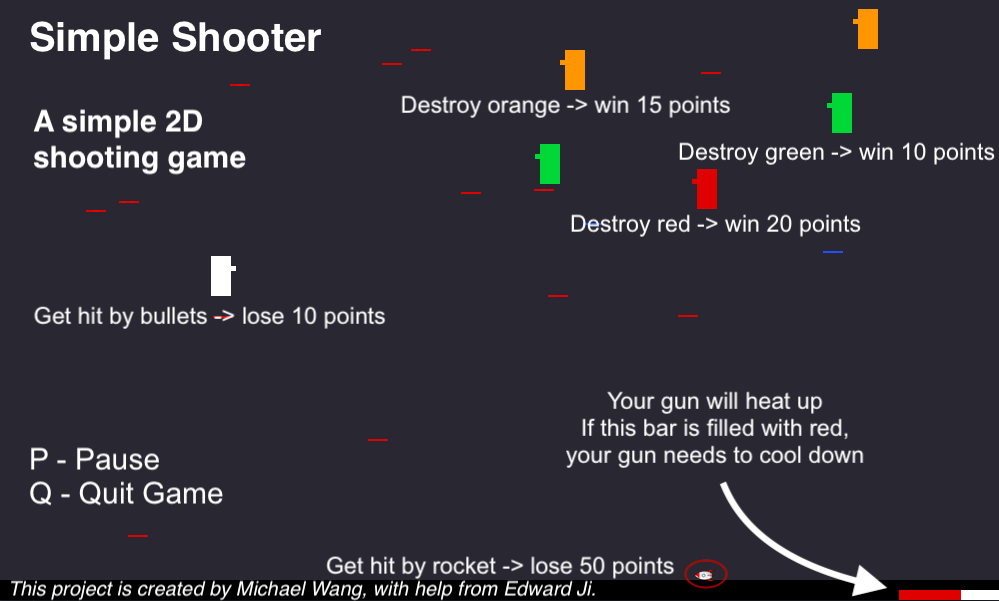 Simple Shooter
A simple 2D
shooting game
Destroy orange -> win 15 points
Destroy green -> win 10 points
Destroy red -> win 20 points
Get hit by bullets -> lose 10 points
Your gun will heat up
If this bar is filled with red,
your gun needs to cool down
P - Pause
Q - Quit Game
Get hit by rocket -> lose 50 points
This project is created by Michael Wang, with help from Edward Ji.